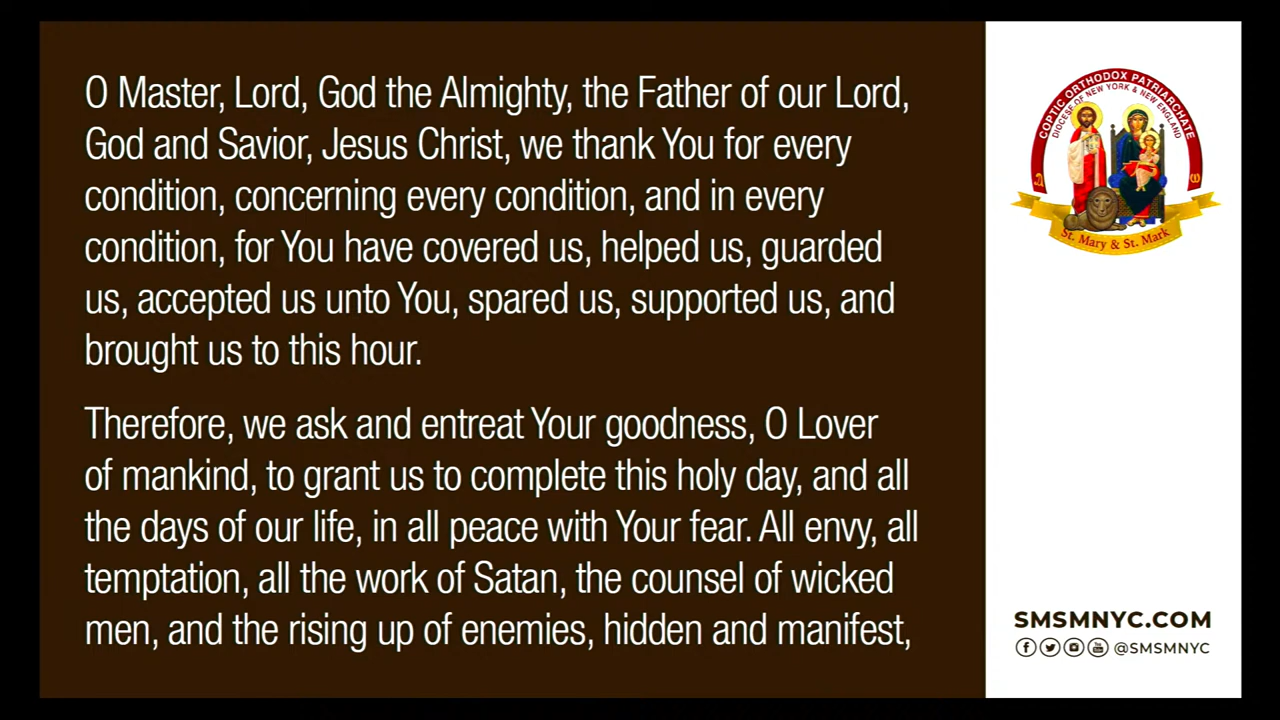 O Master, Lord, God the Almighty, the Father of our Lord,
God and Savior, Jesus Christ, we thank You for every
condition, concerning every condition, and in every
condition, for You have covered us, helped us, guarded
us, accepted us unto You, spared us, supported us, and
brought us to this hour.
Therefore, we ask and entreat Your goodness, O Lover
of mankind, to grant us to complete this holy day, and all
the days of our life, in all peace with Your fear. All envy, all
temptation, all the work of Satan, the counsel of wicked
men, and the rising up of enemies, hidden and manifest,
COPTIC ORTHODOX PATRIARCHATE
DIOCESE OF NEW YORK & NEW ENGLAND
St. Mary & St. Mark
SMSMNYC.COM
@SMSMNYC